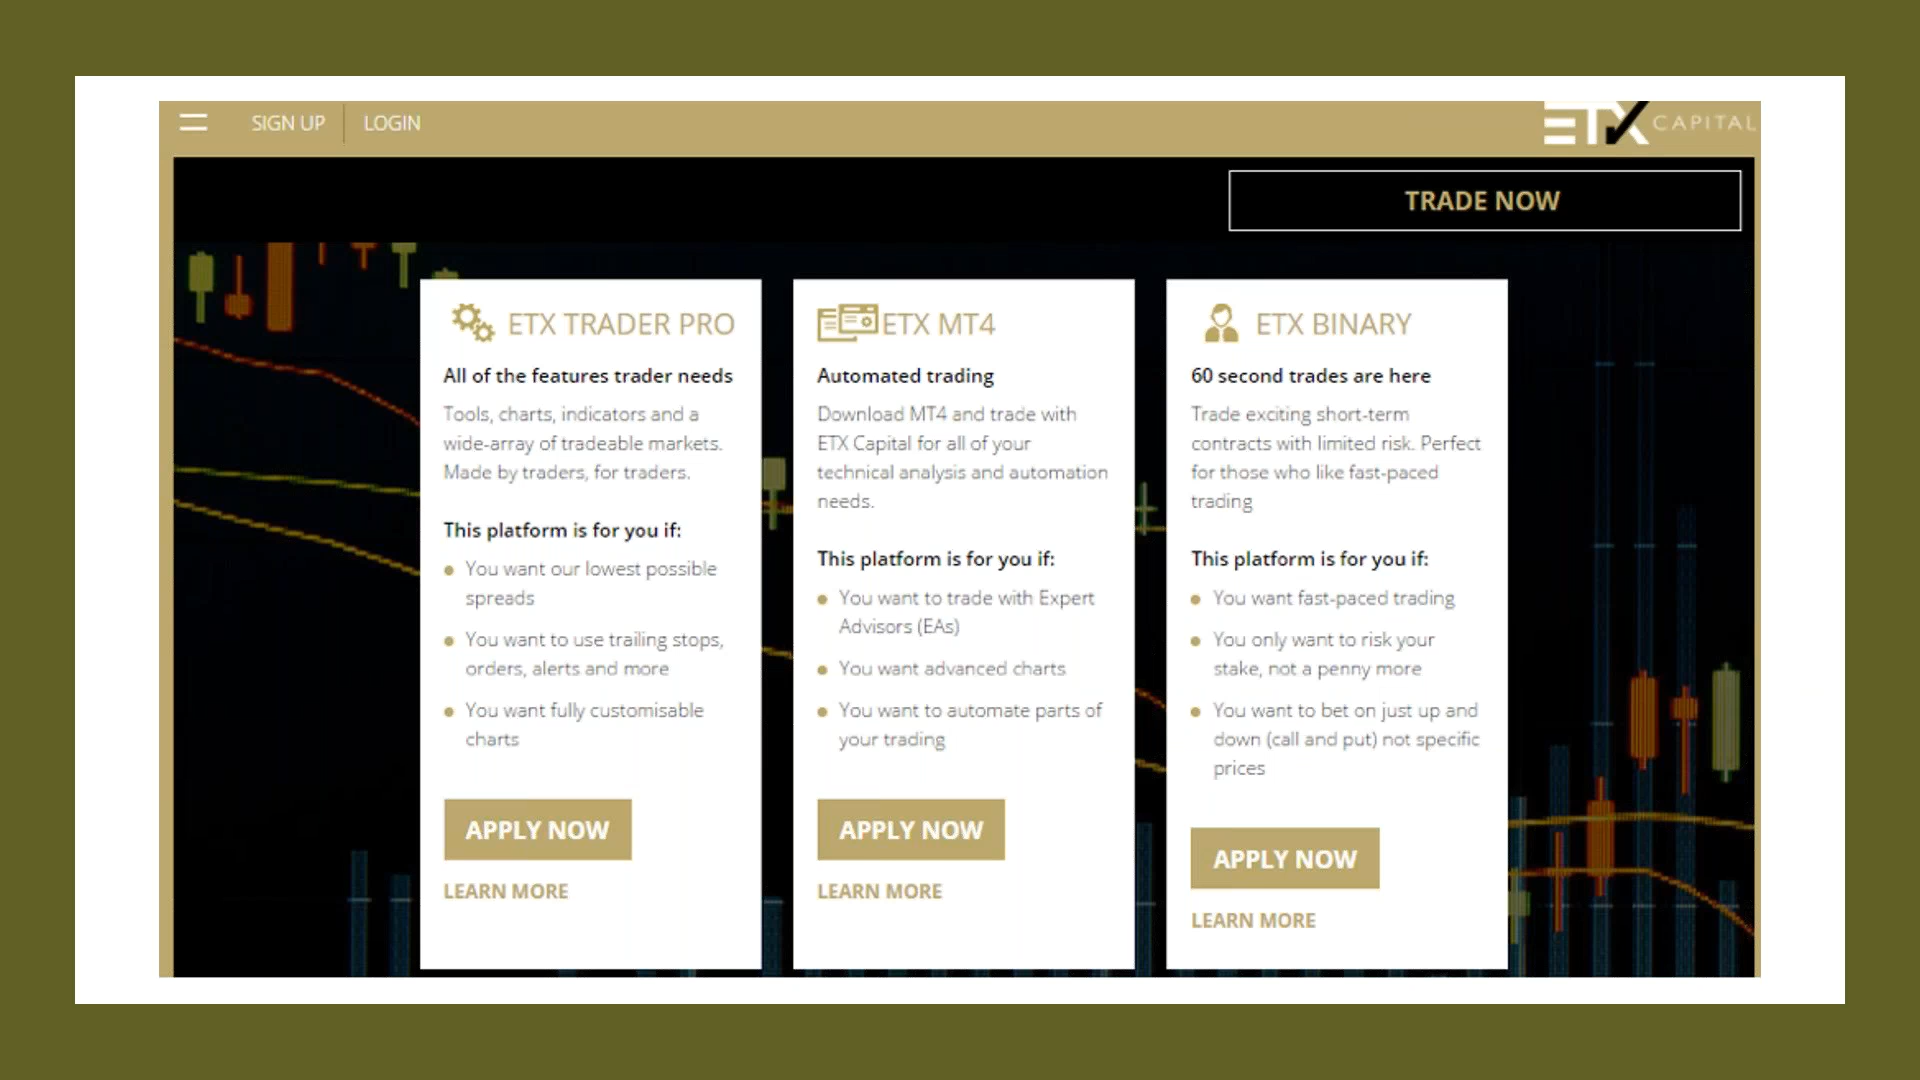 SIGN UP
LOGIN
ETX CAPITAL
TRADE NOW
ETX TRADER PRO
All of the features trader needs
Tools, charts, indicators and a
wide-array of tradeable markets.
Made by traders, for traders.
This platform is for you if:
You want our lowest possible
spreads
You want to use trailing stops,
orders, alerts and more
You want fully customisable
charts
APPLY NOW
LEARN MORE
ETX MT4
Automated trading
Download MT4 and trade with
ETX Capital for all of your
technical analysis and automation
needs.
This platform is for you if:
You want to trade with Expert
Advisors (EAs)
You want advanced charts
You want to automate parts of
your trading
APPLY NOW
LEARN MORE
ETX BINARY
60 second trades are here
Trade exciting short-term
contracts with limited risk. Perfect
for those who like fast-paced
trading
This platform is for you if:
You want fast-paced trading
You only want to risk your
stake, not a penny more
You want to bet on just up and
down (call and put) not specific
prices
APPLY NOW
LEARN MORE